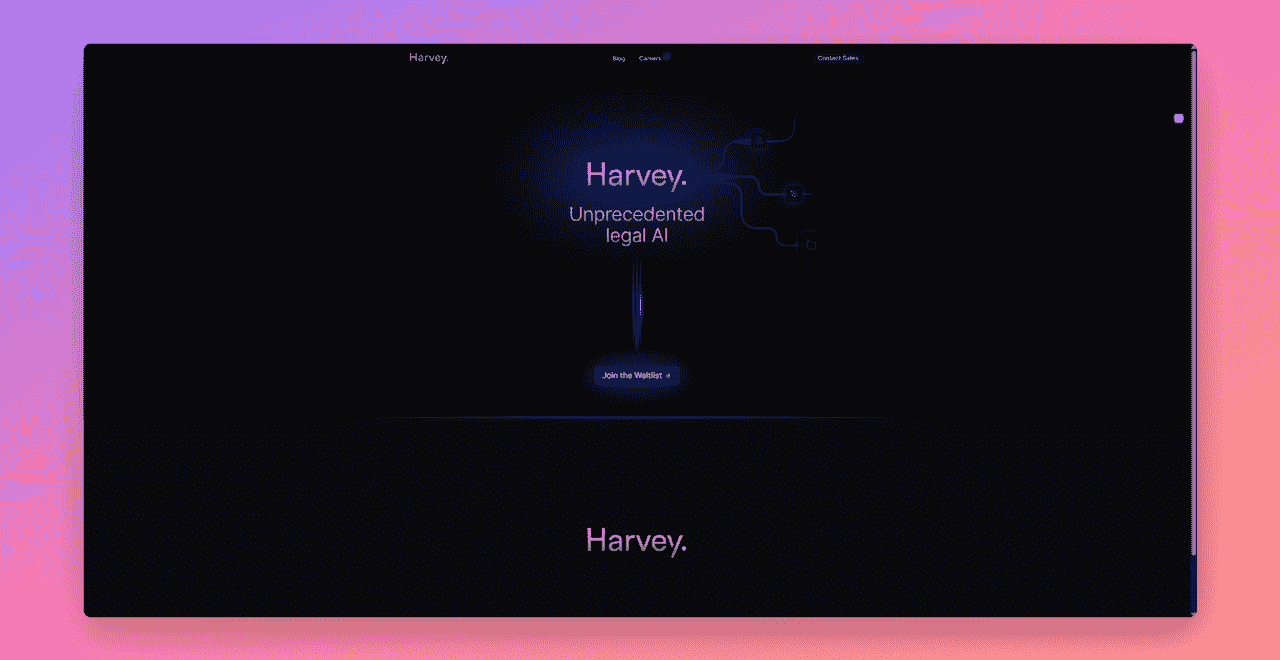 Harvey.
Blog
Careers
Contact Sales
Harvey.
Unprecedented
legal AI
Join the Waitlist →
Harvey.